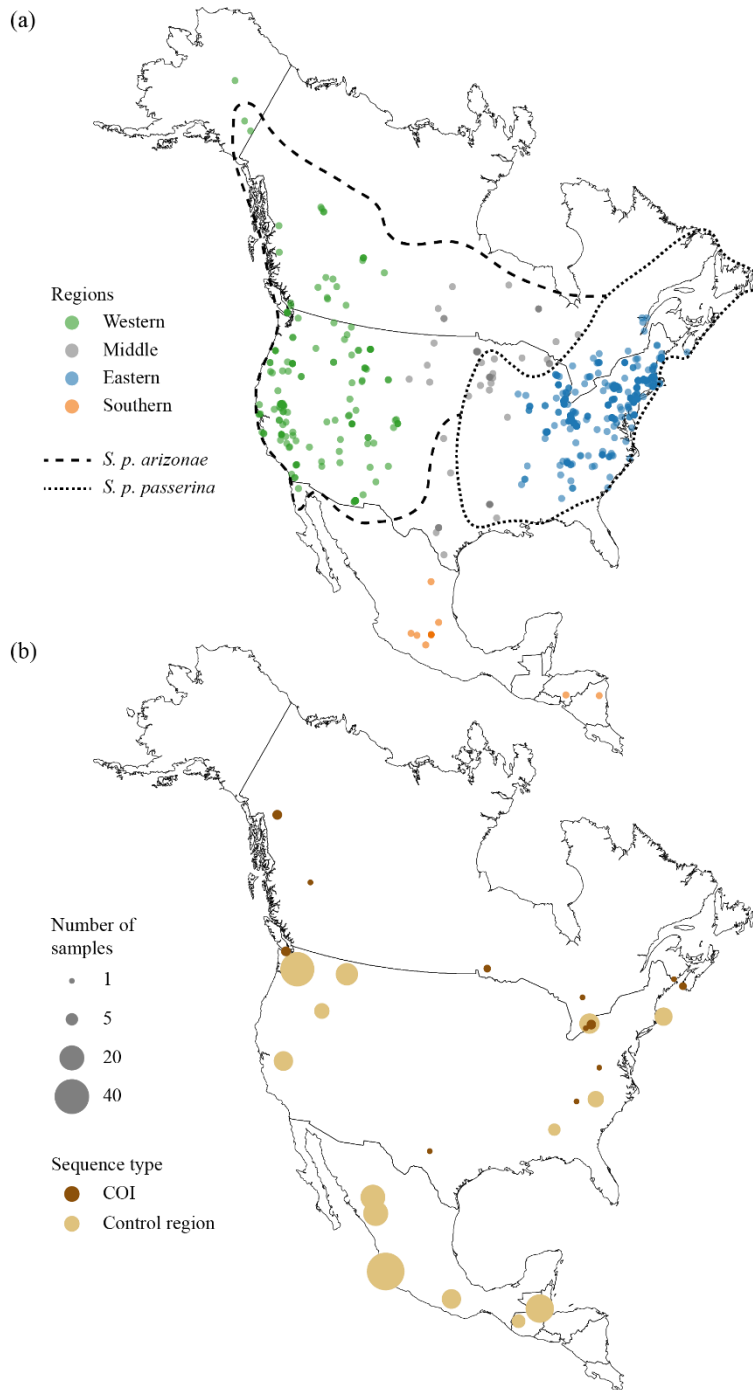 (a)
Regions
Western
Middle
Eastern
Southern
S. p. arizonae
S. p. passerina
(b)
Number of
samples
1
5
20
40
Sequence type
COI
Control region